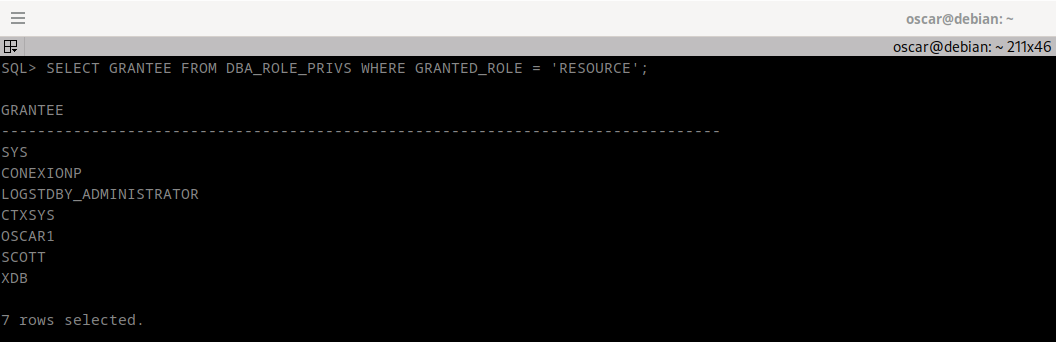 oscar@debian: ~
oscar@debian: ~ 211x46
SQL> SELECT GRANTEE FROM DBA_ROLE_PRIVS WHERE GRANTED_ROLE = 'RESOURCE';
GRANTEE
--------------------------------------------------------------------------------
SYS
CONEXIONP
LOGSTDBY_ADMINISTRATOR
CTXSYS
OSCAR1
SCOTT
XDB
7 rows selected.